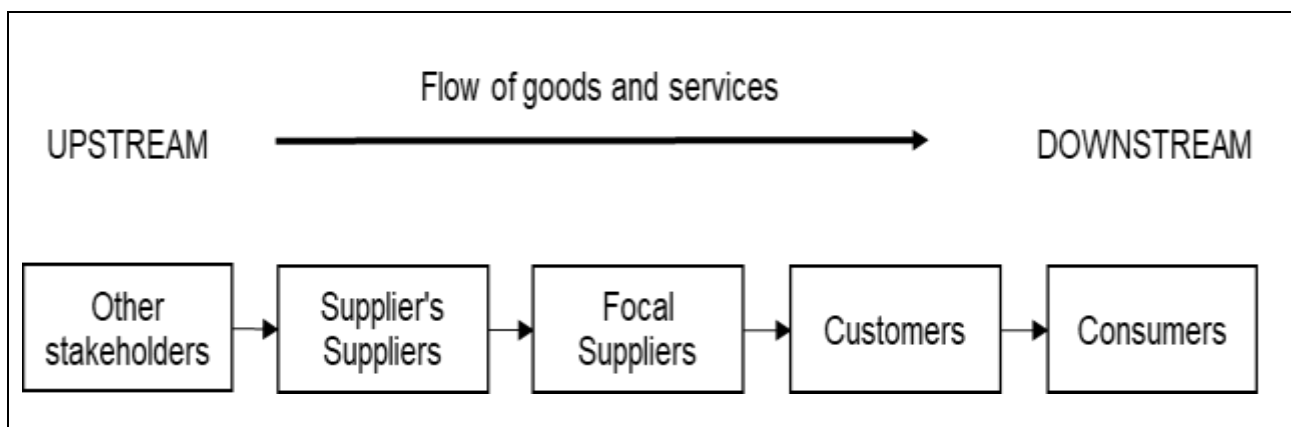 Flow of goods and services
UPSTREAM
DOWNSTREAM
Other
stakeholders
Supplier's
Suppliers
Focal
Suppliers
Customers
Consumers